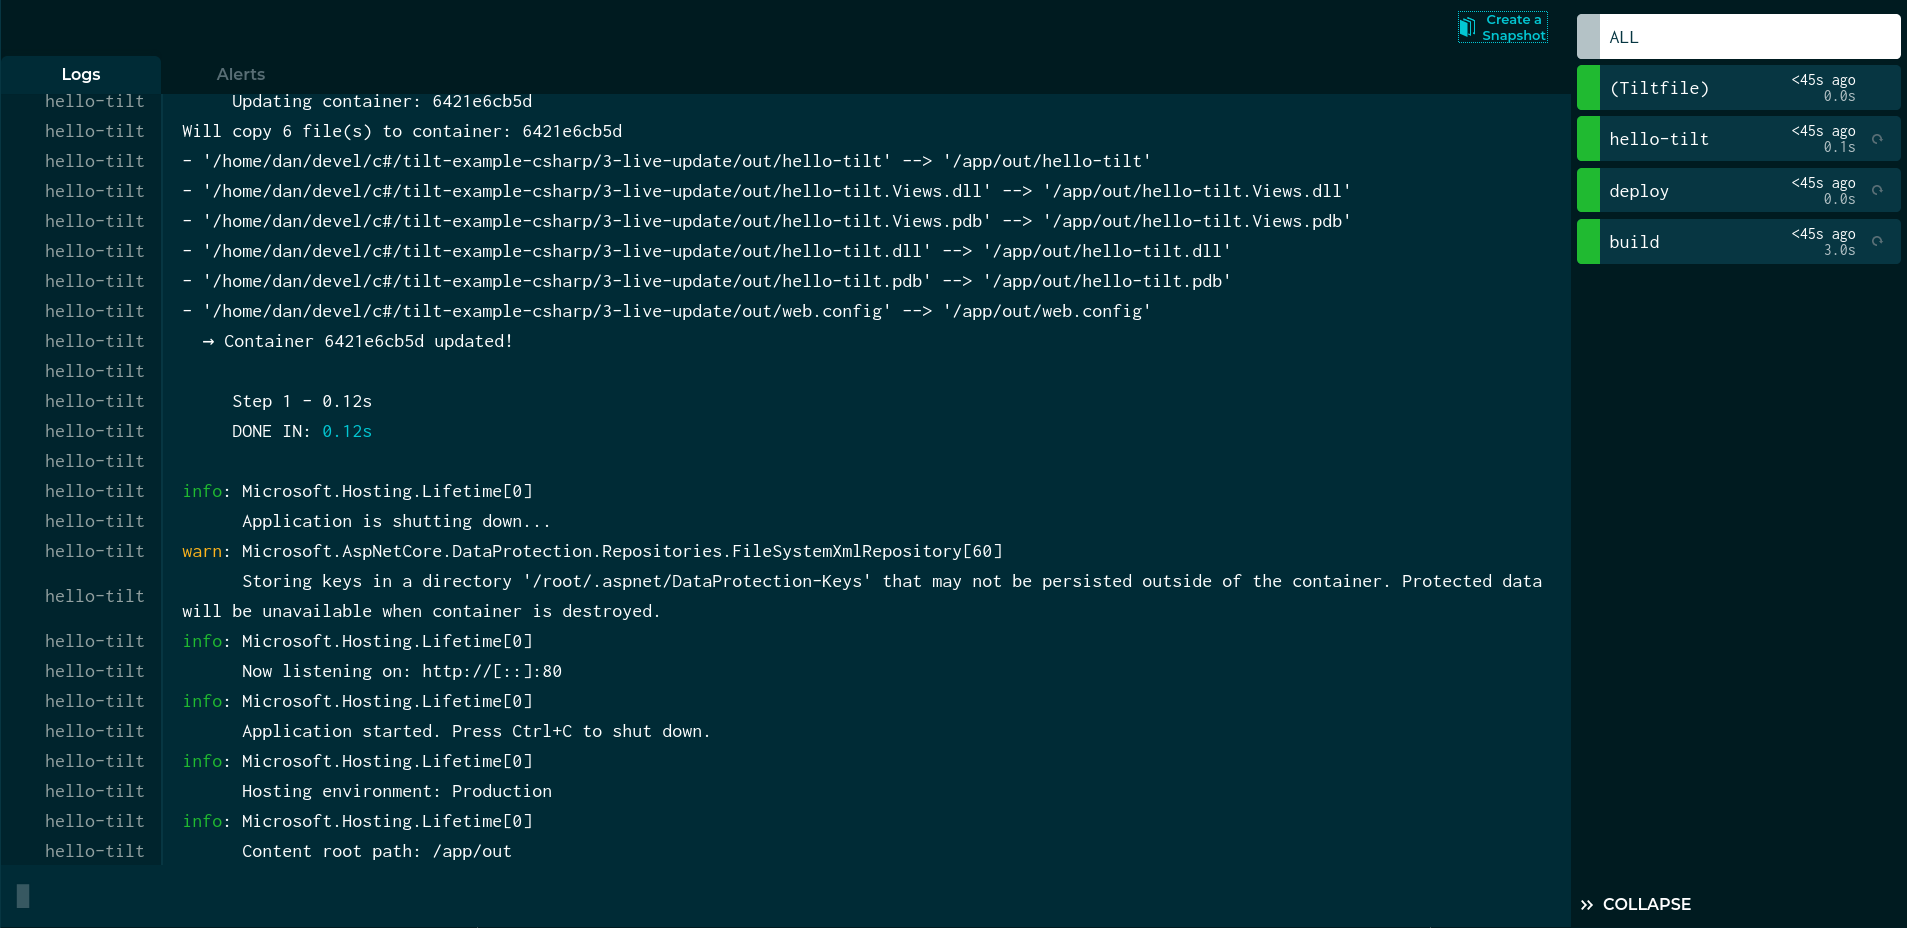 Create a
Snapshot
Logs
Alerts
hello-tilt Updating container: 6421e6cb5d
hello-tilt Will copy 6 file(s) to container: 6421e6cb5d
hello-tilt - '/home/dan/devel/c#/tilt-example-csharp/3-live-update/out/hello-tilt' --> '/app/out/hello-tilt'
hello-tilt - '/home/dan/devel/c#/tilt-example-csharp/3-live-update/out/hello-tilt.Views.dll' --> '/app/out/hello-tilt.Views.dll'
hello-tilt - '/home/dan/devel/c#/tilt-example-csharp/3-live-update/out/hello-tilt.Views.pdb' --> '/app/out/hello-tilt.Views.pdb'
hello-tilt - '/home/dan/devel/c#/tilt-example-csharp/3-live-update/out/hello-tilt.dll' --> '/app/out/hello-tilt.dll'
hello-tilt - '/home/dan/devel/c#/tilt-example-csharp/3-live-update/out/hello-tilt.pdb' --> '/app/out/hello-tilt.pdb'
hello-tilt - '/home/dan/devel/c#/tilt-example-csharp/3-live-update/out/web.config' --> '/app/out/web.config'
hello-tilt → Container 6421e6cb5d updated!
hello-tilt
hello-tilt Step 1 - 0.12s
hello-tilt DONE IN: 0.12s
hello-tilt
hello-tilt info: Microsoft.Hosting.Lifetime[0]
hello-tilt Application is shutting down...
hello-tilt warn: Microsoft.AspNetCore.DataProtection.Repositories.FileSystemXmlRepository[60]
hello-tilt Storing keys in a directory '/root/.aspnet/DataProtection-Keys' that may not be persisted outside of the container. Protected data
will be unavailable when container is destroyed.
hello-tilt info: Microsoft.Hosting.Lifetime[0]
hello-tilt Now listening on: http://[::]:80
hello-tilt info: Microsoft.Hosting.Lifetime[0]
hello-tilt Application started. Press Ctrl+C to shut down.
hello-tilt info: Microsoft.Hosting.Lifetime[0]
hello-tilt Hosting environment: Production
hello-tilt info: Microsoft.Hosting.Lifetime[0]
hello-tilt Content root path: /app/out
ALL
(Tiltfile) <45s ago
0.0s
hello-tilt <45s ago
0.1s
deploy <45s ago
0.0s
build <45s ago
3.0s
COLLAPSE